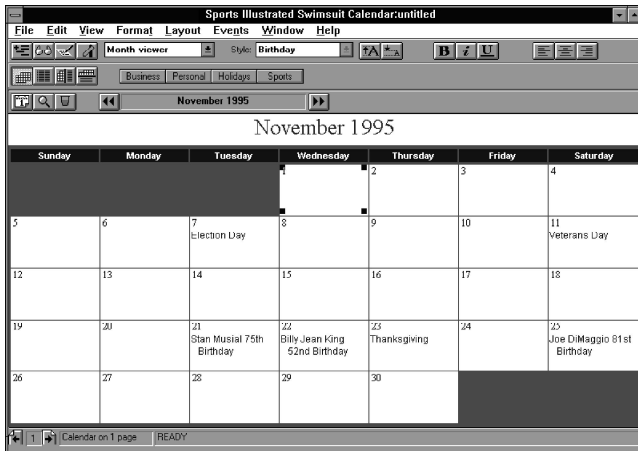 Sports Illustrated Swimsuit Calendar:untitled
File Edit View Format Layout Events Window Help
Month viewer Style: Birthday A A B i U
Business Personal Holidays Sports
November 1995
November 1995
Sunday Monday Tuesday Wednesday Thursday Friday Saturday
1 2 3 4
5 6 7 8 9 10 11
Election Day Veterans Day
12 13 14 15 16 17 18
19 20 21 22 23 24 25
Stan Musial 75th Billy Jean King Thanksgiving Joe DiMaggio 81st
Birthday 52nd Birthday Birthday
26 27 28 29 30
1 Calendar on 1 page READY